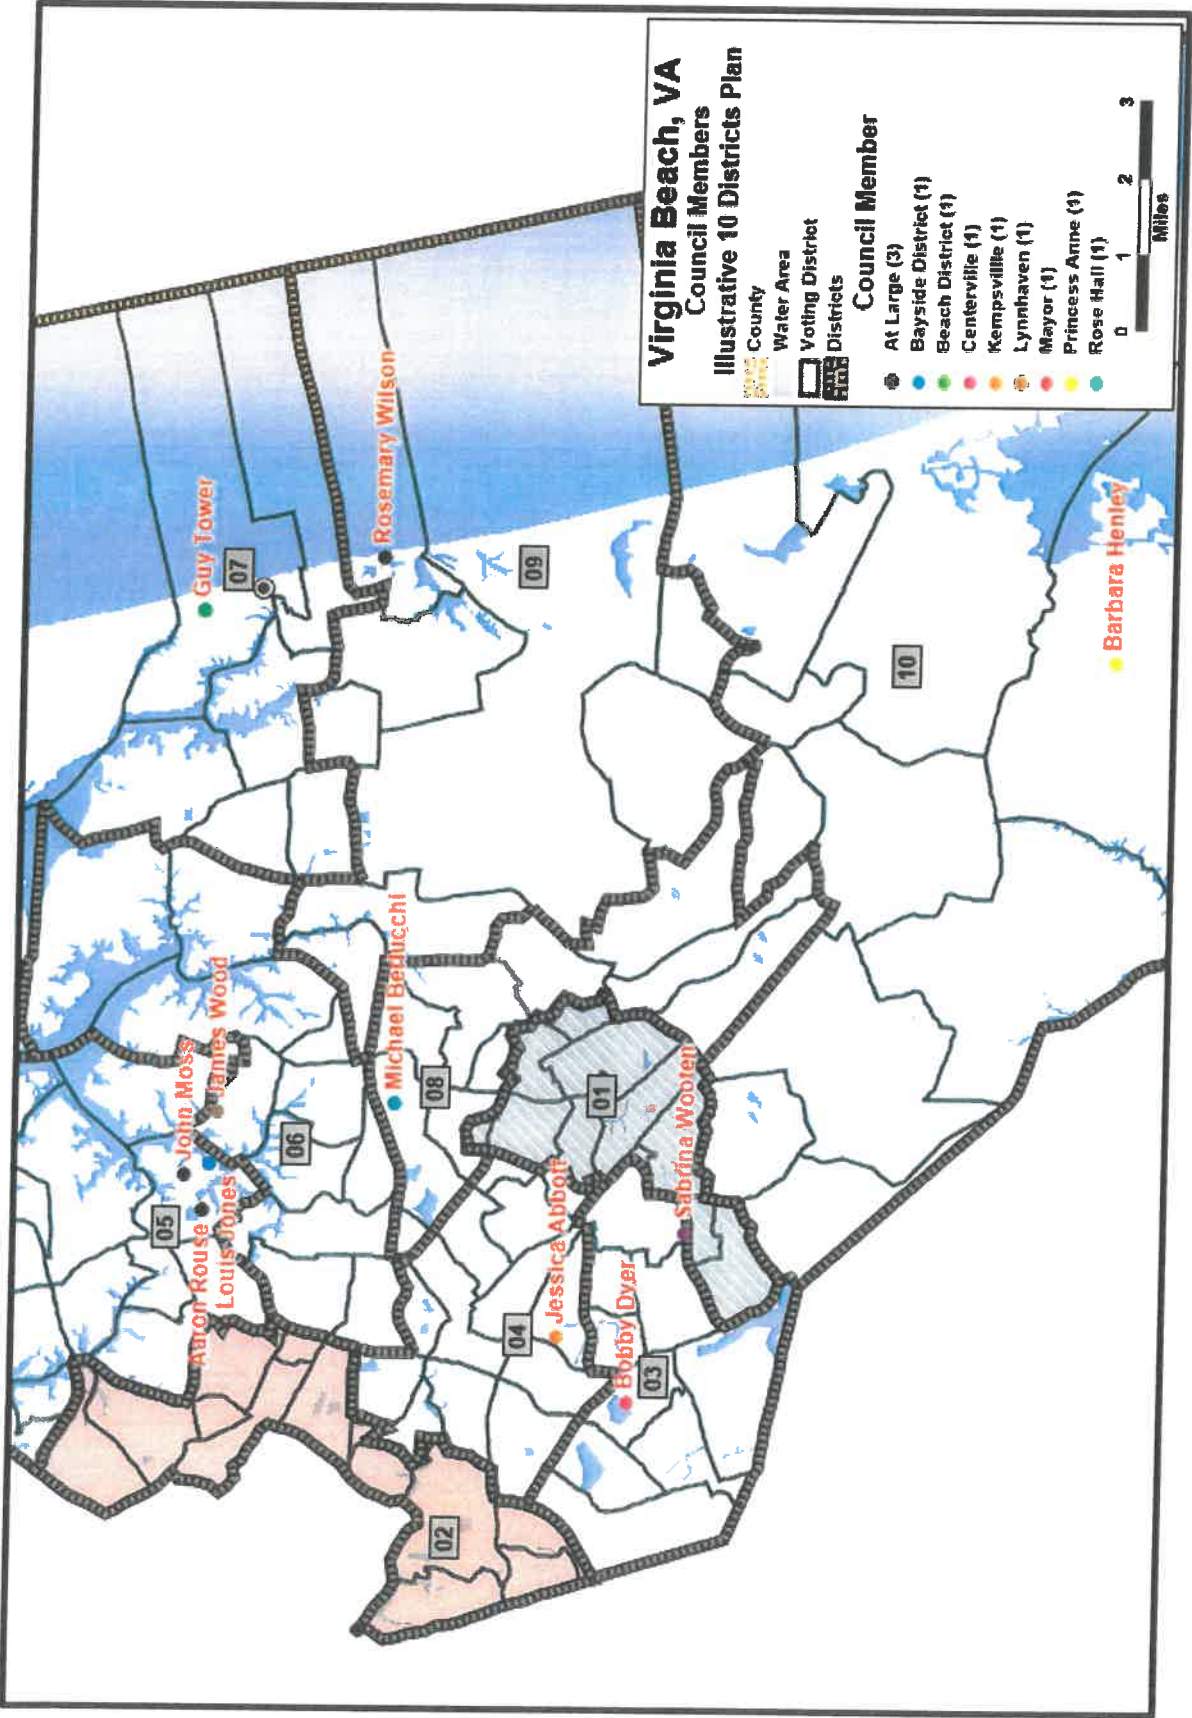 Virginia Beach, VA
Council Members
Illustrative 10 Districts Plan
County
Water Area
Voting District
Districts
Council Member
At Large (3)
Bayside District (1)
Beach District (1)
Centerville (1)
Kempsvillle (1)
Lynnhaven (1)
Mayor (1)
Princess Anne (1)
Rose Hall (1)
0 1 2 3
Miles
Guy Tower
07
Rosemary Wilson
09
10
Barbara Henley
John Moss
James Wood
05
Aaron Rouse
Louis Jones
06
Michael Berlucchi
08
01
Sabrina Wooten
Jessica Abbott
04
Bobby Dyer
03
02